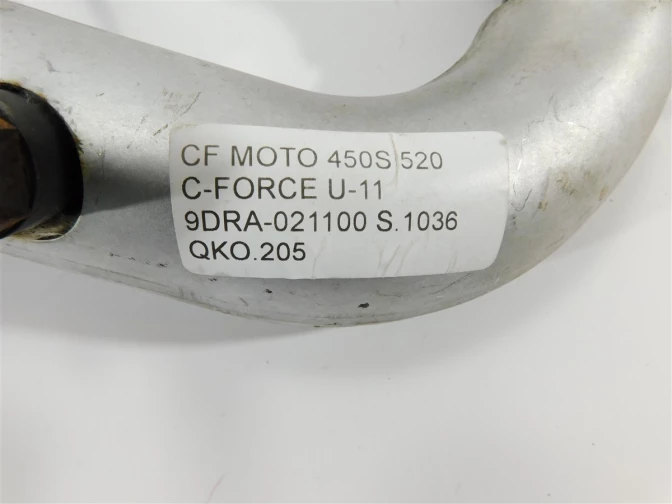 CF MOTO 450S 520
C-FORCE U-11
9DRA-021100 S.1036
QKO.205